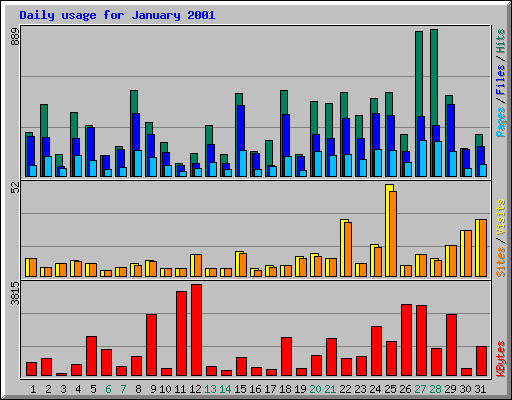 Daily usage for January 2001
889
Pages / Files / Hits
52
Sites / Visits
3815
KBytes
1 2 3 4 5 6 7 8 9 10 11 12 13 14 15 16 17 18 19 20 21 22 23 24 25 26 27 28 29 30 31